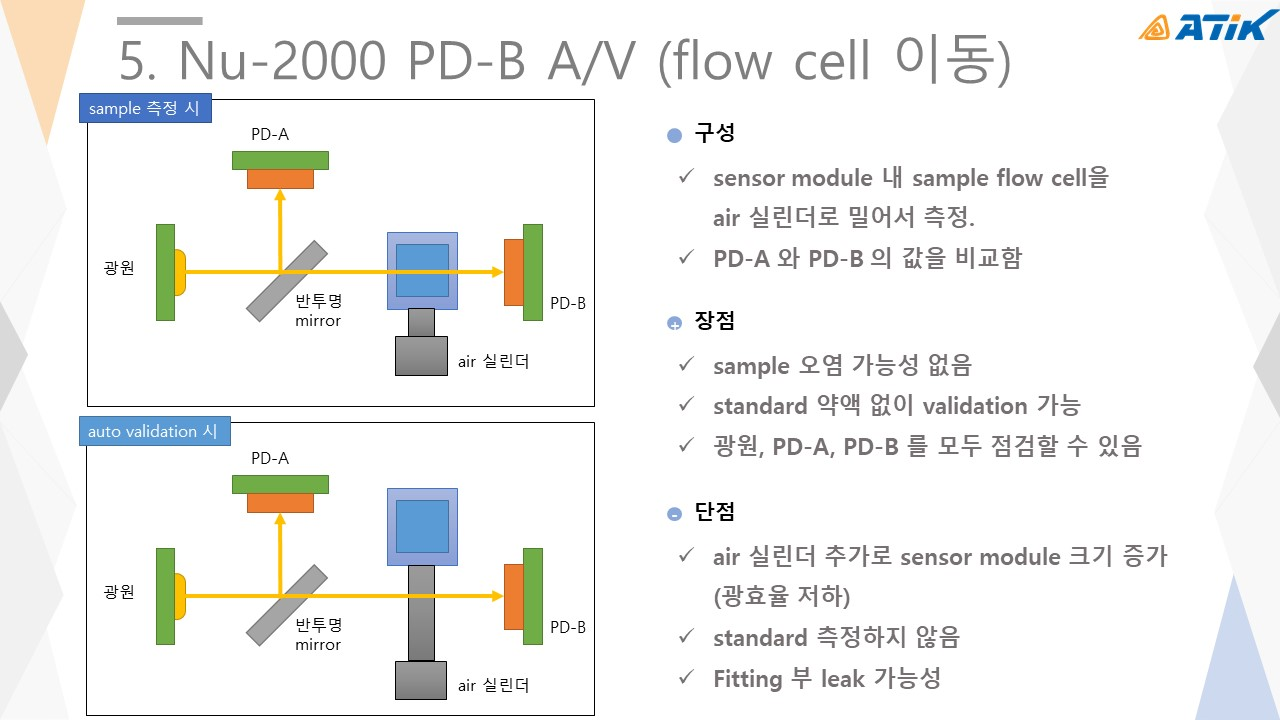 ATiK
5. Nu-2000 PD-B A/V (flow cell 이동)
sample 측정 시
PD-A
광원
반투명
mirror
PD-B
air 실린더
auto validation 시
PD-A
광원
반투명
mirror
PD-B
air 실린더
구성
sensor module 내 sample flow cell을
air 실린더로 밀어서 측정.
PD-A 와 PD-B 의 값을 비교함
+ 장점
sample 오염 가능성 없음
standard 약액 없이 validation 가능
광원, PD-A, PD-B 를 모두 점검할 수 있음
- 단점
air 실린더 추가로 sensor module 크기 증가
(광효율 저하)
standard 측정하지 않음
Fitting 부 leak 가능성